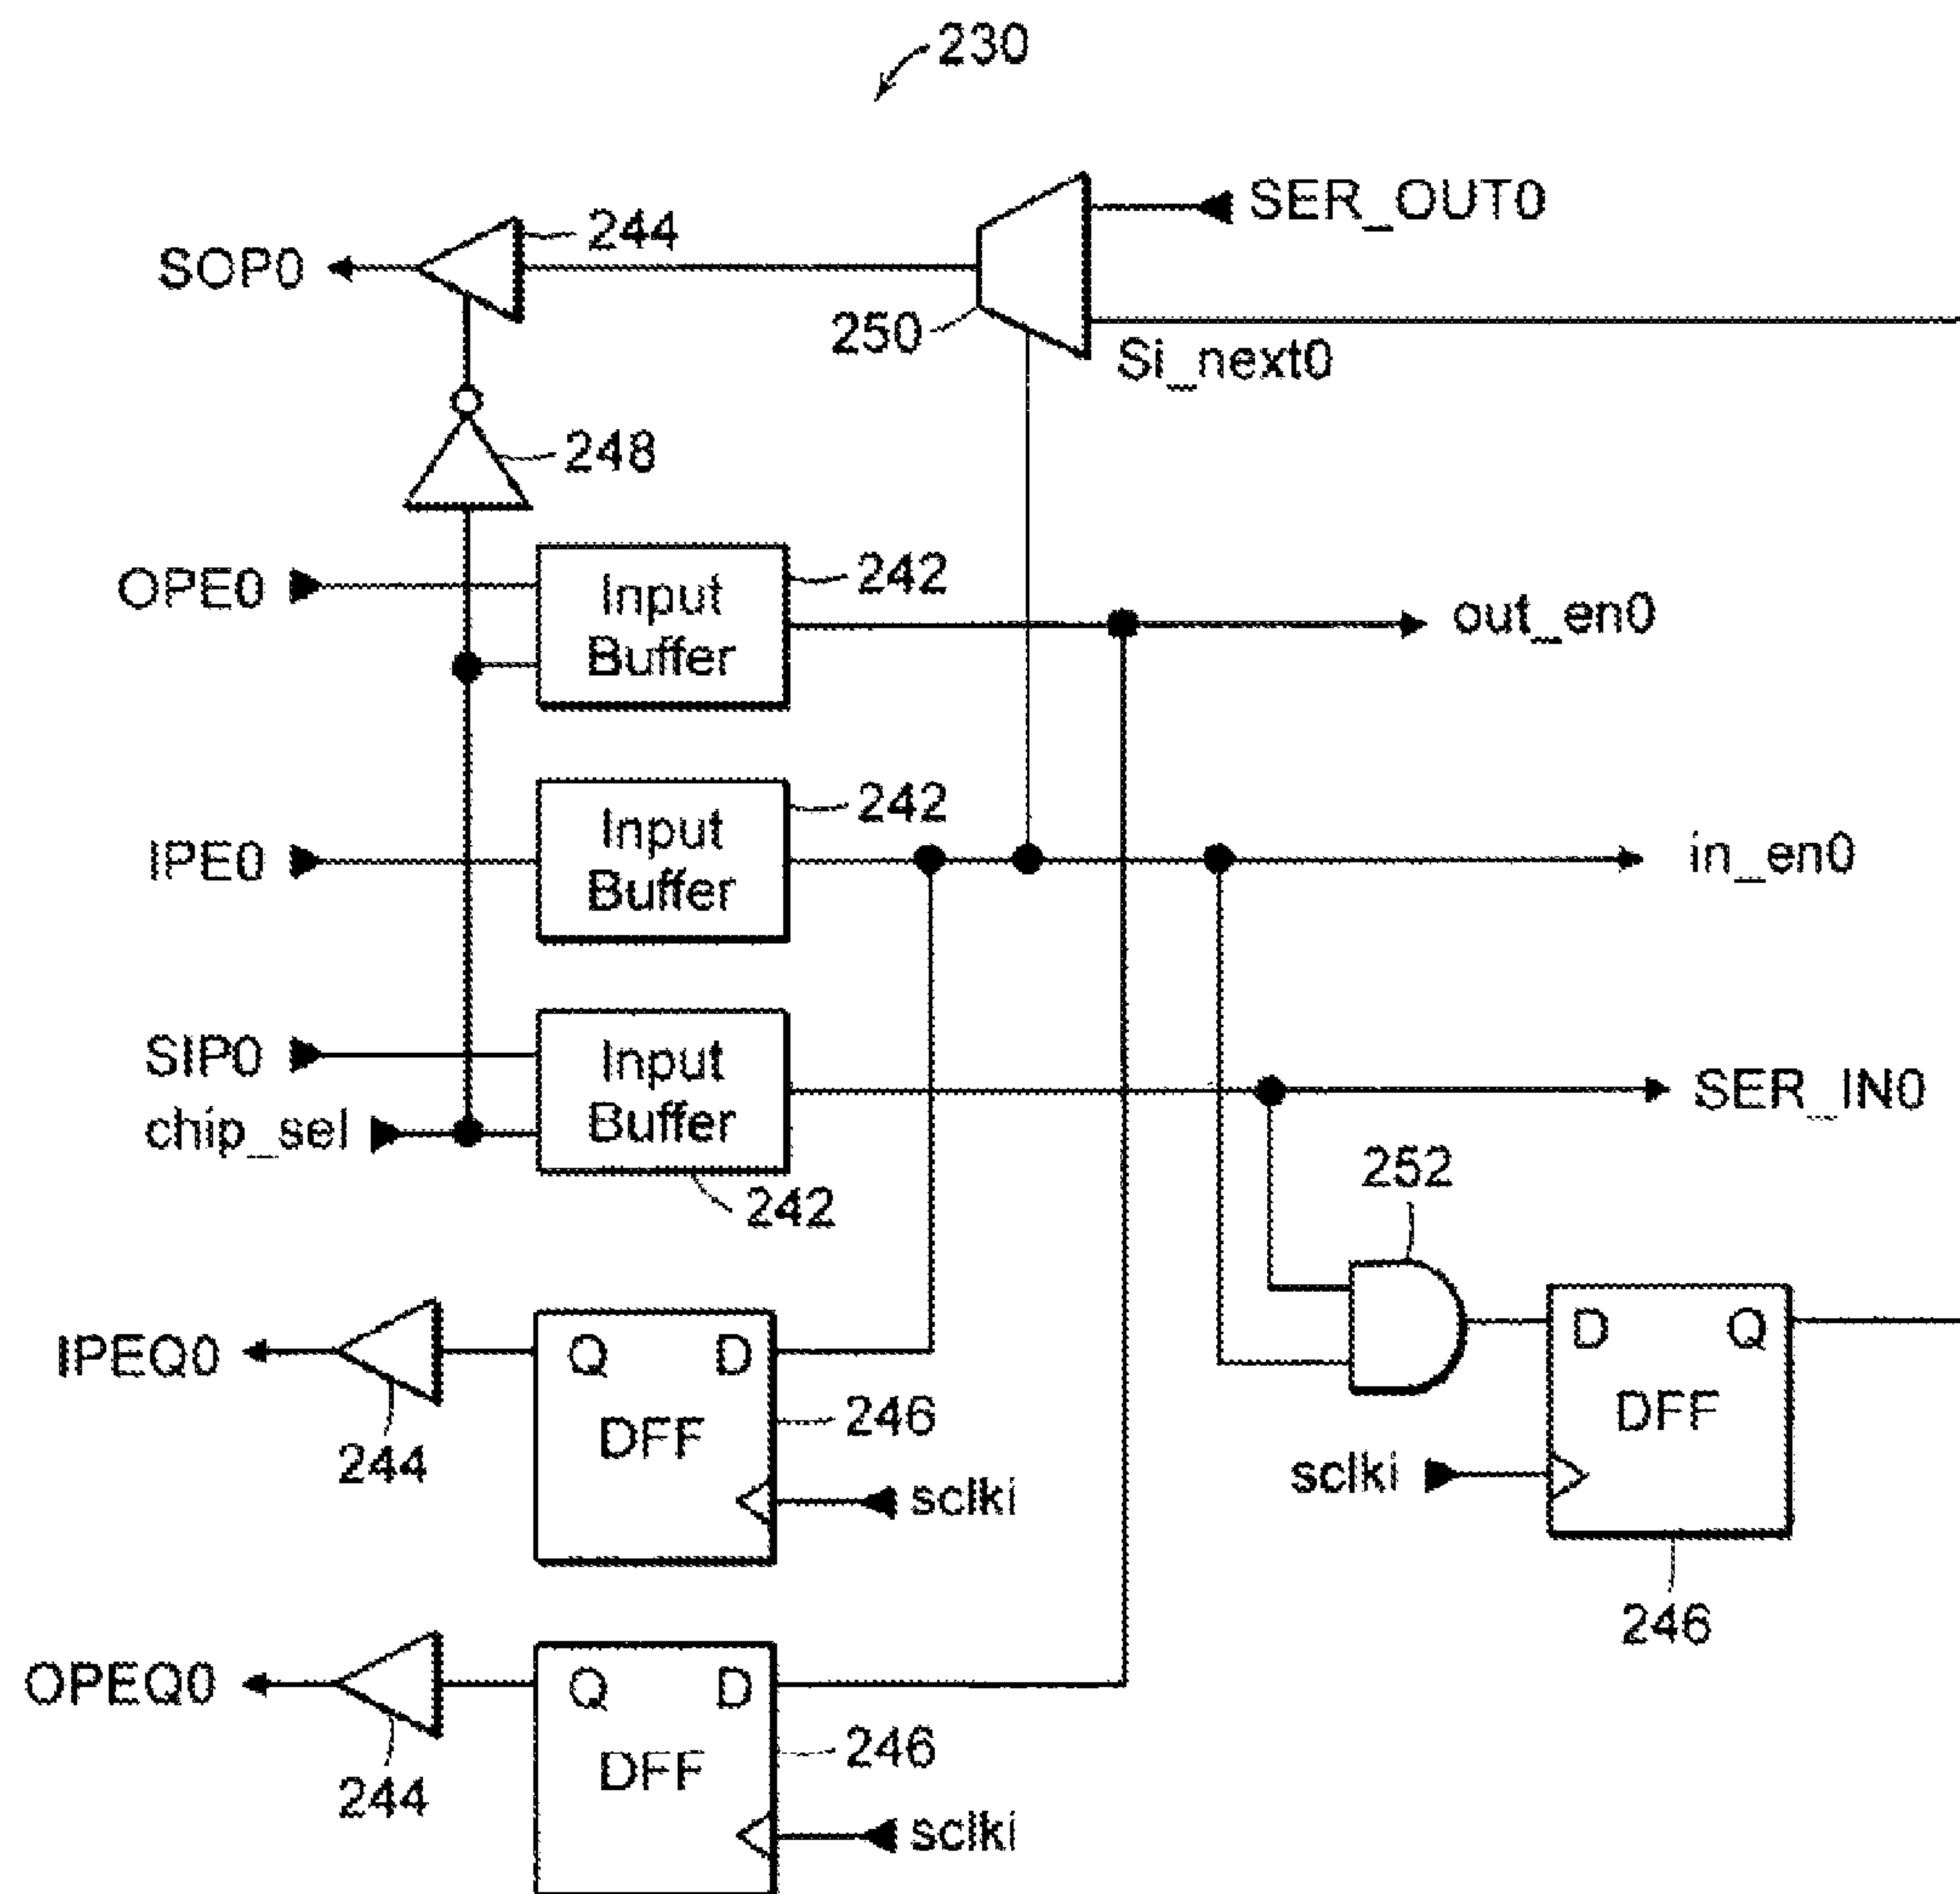 230
SER_OUT0
244
SOP0
250
Si_next0
248
OPE0
Input
Buffer
242
out_en0
IPE0
Input
Buffer
242
in_en0
SIP0
chip_sel
Input
Buffer
242
SER_IN0
252
IPEQ0
244
Q D
DFF
246
sclki
D Q
DFF
sclki
246
OPEQ0
244
Q D
DFF
246
sclki